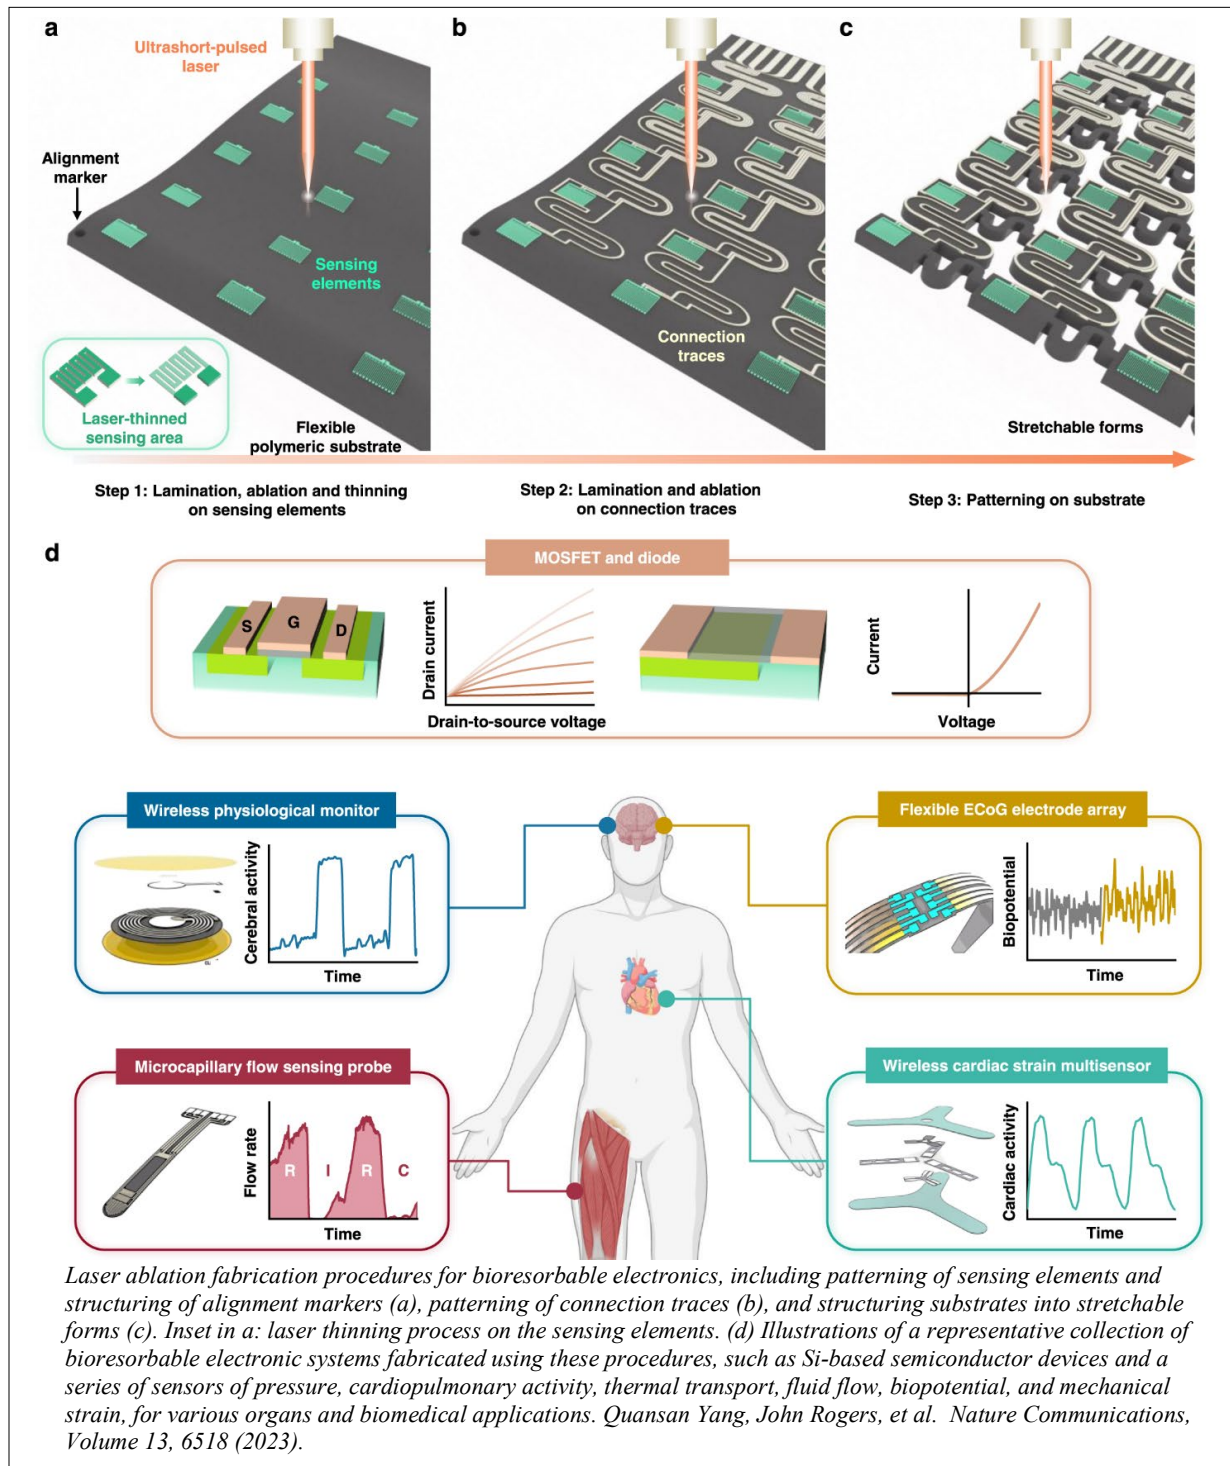 a
b
c
Ultrashort-pulsed
laser
Alignment
marker
Sensing
elements
Connection
traces
Laser-thinned
sensing area
Flexible
polymeric substrate
Stretchable forms
Step 1: Lamination, ablation and thinning
on sensing elements
Step 2: Lamination and ablation
on connection traces
Step 3: Patterning on substrate
d
MOSFET and diode
S
G
D
Drain current
Drain-to-source voltage
Current
Voltage
Wireless physiological monitor
Cerebral activity
Time
Flexible ECoG electrode array
Biopotential
Time
Microcapillary flow sensing probe
Flow rate
R
I
R
C
Time
Wireless cardiac strain multisensor
Cardiac activity
Time
Laser ablation fabrication procedures for bioresorbable electronics, including patterning of sensing elements and
structuring of alignment markers (a), patterning of connection traces (b), and structuring substrates into stretchable
forms (c). Inset in a: laser thinning process on the sensing elements. (d) Illustrations of a representative collection of
bioresorbable electronic systems fabricated using these procedures, such as Si-based semiconductor devices and a
series of sensors of pressure, cardiopulmonary activity, thermal transport, fluid flow, biopotential, and mechanical
strain, for various organs and biomedical applications. Quansan Yang, John Rogers, et al. Nature Communications,
Volume 13, 6518 (2023).